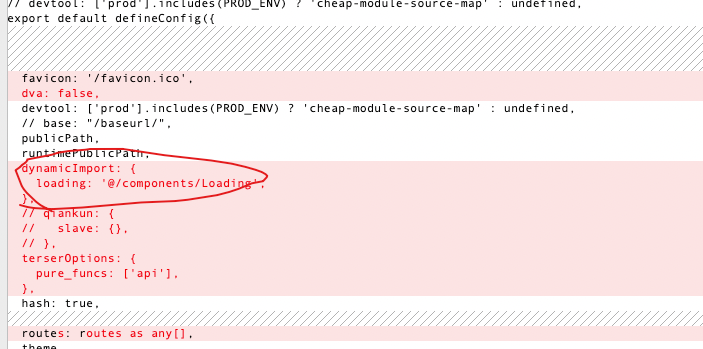 // devtool: ['prod'].includes(PROD_ENV) ? 'cheap-module-source-map' : undefined,
export default defineConfig({
favicon: '/favicon.ico',
dva: false,
devtool: ['prod'].includes(PROD_ENV) ? 'cheap-module-source-map' : undefined,
// base: "/baseurl/",
publicPath,
runtimePublicPath,
dynamicImport: {
loading: '@/components/Loading',
},
// qiankun: {
//   slave: {},
// },
terserOptions: {
pure_funcs: ['api'],
},
hash: true,
routes: routes as any[],
theme